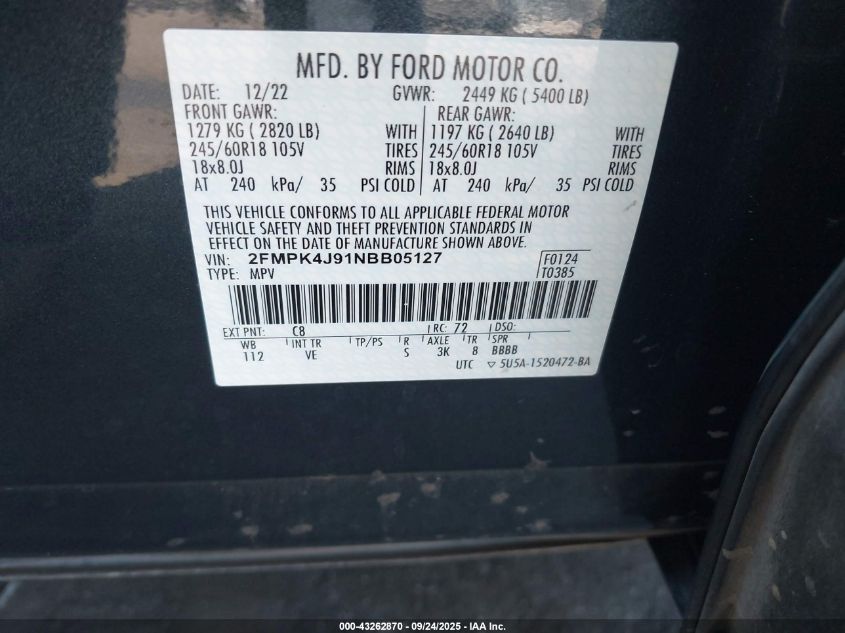 MFD. BY FORD MOTOR CO.
DATE: 12/22 GVWR: 2449 KG ( 5400 LB)
FRONT GAWR: REAR GAWR:
1279 KG ( 2820 LB) WITH 1197 KG ( 2640 LB) WITH
245/60R18 105V TIRES 245/60R18 105V TIRES
18x8.0J RIMS 18x8.0J RIMS
AT 240 kPa/ 35 PSI COLD AT 240 kPa/ 35 PSI COLD
THIS VEHICLE CONFORMS TO ALL APPLICABLE FEDERAL MOTOR
VEHICLE SAFETY AND THEFT PREVENTION STANDARDS IN
EFFECT ON THE DATE OF MANUFACTURE SHOWN ABOVE.
VIN: 2FMPK4J91NBB05127 F0124
TYPE: MPV T0385
EXT PNT: C8 RC: 72 DSO:
WB INT TR TP/PS R AXLE TR SPR
112 VE S 3K 8 BBBB
UTC ▽ 5U5A-1520472-BA
000-43262870 - 09/24/2025 - IAA Inc.